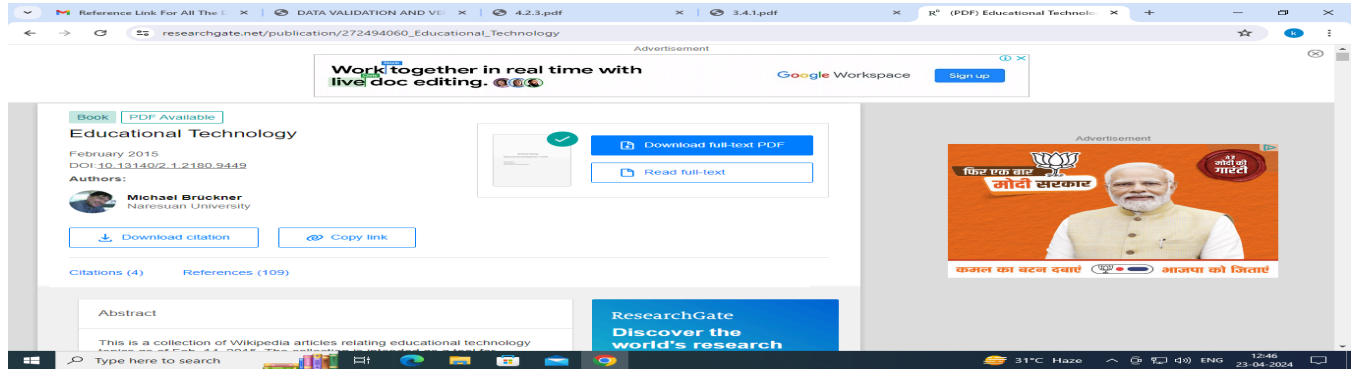 Reference Link For All The D
DATA VALIDATION AND VE
4.2.3.pdf
3.4.1.pdf
R⁶ (PDF) Educational Technolo
researchgate.net/publication/272494060_Educational_Technology
k
Advertisement
Work together in real time with
live doc editing.
Google Workspace
Sign up
Book
PDF Available
Educational Technology
February 2015
DOI:10.13140/2.1.2180.9449
Authors:
Michael Brückner
Naresuan University
Download full-text PDF
Read full-text
Download citation
Copy link
Citations (4)
References (109)
Abstract
This is a collection of Wikipedia articles relating educational technology
ResearchGate
Discover the
world's research
Advertisement
फिर एक बार
मोदी सरकार
मोदी की
गारंटी
कमल का बटन दबाएं
भाजपा को जिताएं
Type here to search
31°C Haze
ENG
12:46
23-04-2024